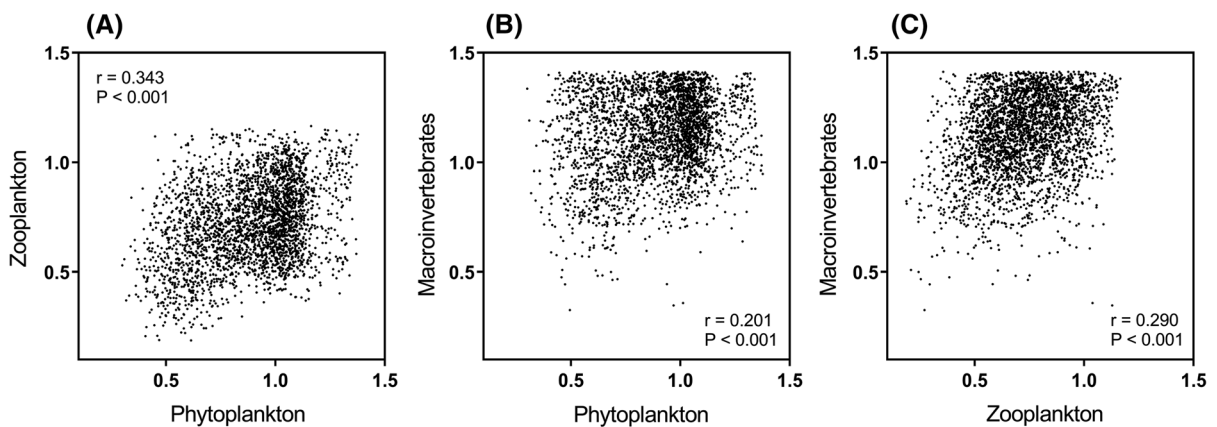 (A)
1.5
1.0
0.5
Zooplankton
r = 0.343
P < 0.001
0.5 1.0 1.5
Phytoplankton
(B)
1.5
1.0
0.5
Macroinvertebrates
r = 0.201
P < 0.001
0.5 1.0 1.5
Phytoplankton
(C)
1.5
1.0
0.5
Macroinvertebrates
r = 0.290
P < 0.001
0.5 1.0 1.5
Zooplankton